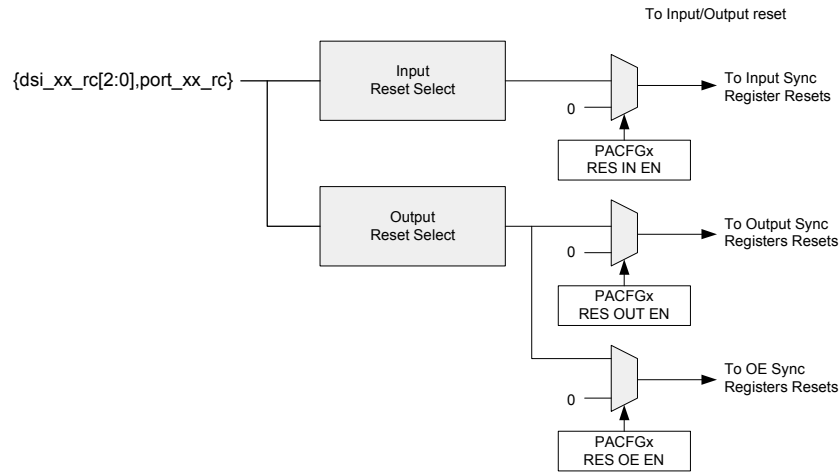 To Input/Output reset
{dsi_xx_rc[2:0],port_xx_rc}
Input
Reset Select
0
To Input Sync
Register Resets
PACFGx
RES IN EN
Output
Reset Select
0
To Output Sync
Registers Resets
PACFGx
RES OUT EN
0
To OE Sync
Registers Resets
PACFGx
RES OE EN